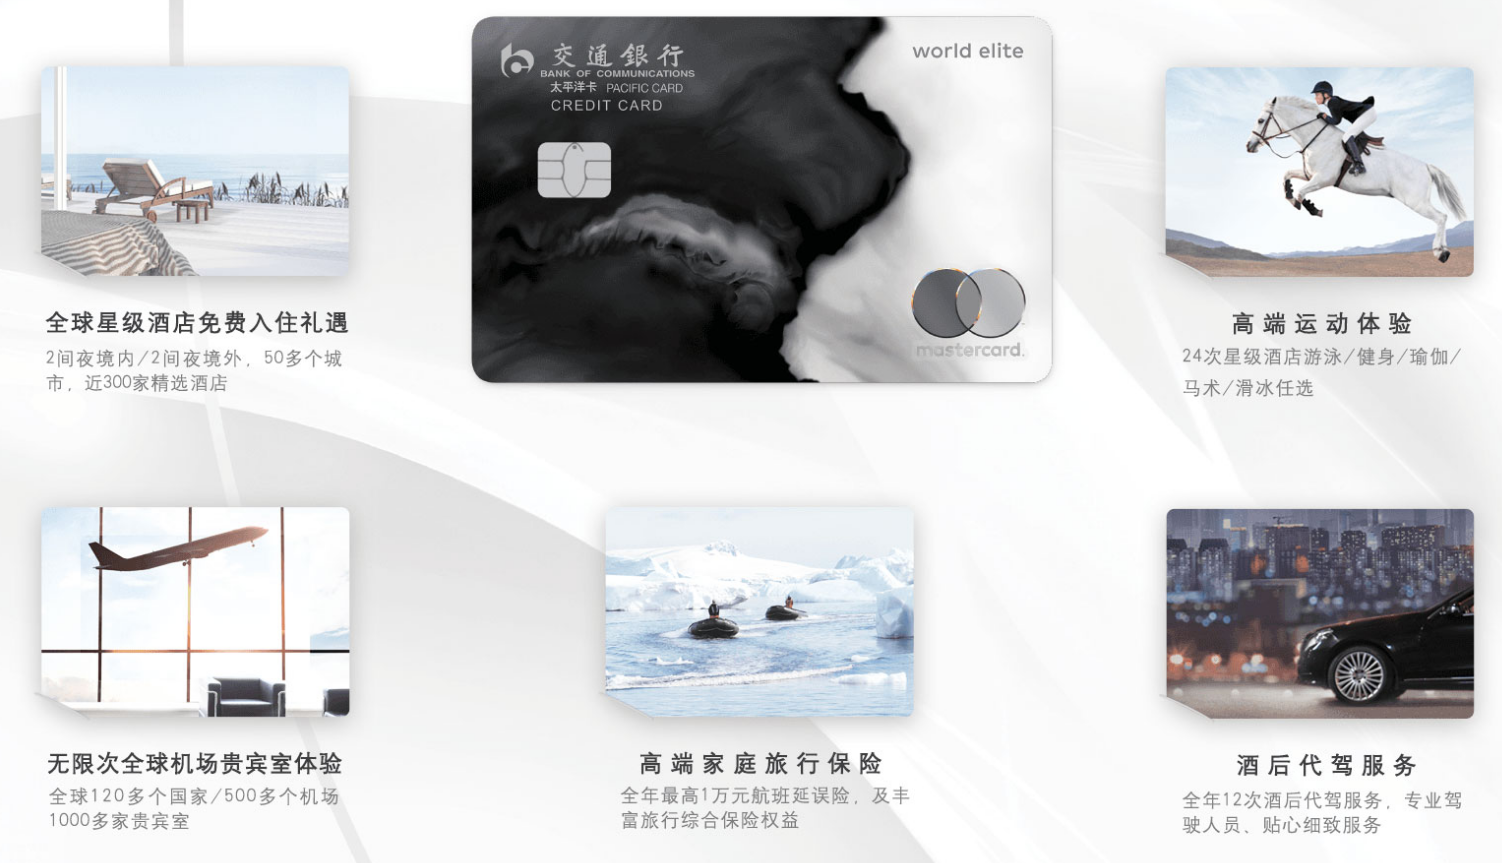 交通銀行
BANK OF COMMUNICATIONS
太平洋卡 PACIFIC CARD
CREDIT CARD
world elite
mastercard.
全球星级酒店免费入住礼遇
2间夜境内/2间夜境外，50多个城
市，近300家精选酒店
高端运动体验
24次星级酒店游泳/健身/瑜伽/
马术/滑冰任选
无限次全球机场贵宾室体验
全球120多个国家/500多个机场
1000多家贵宾室
高端家庭旅行保险
全年最高1万元航班延误险，及丰
富旅行综合保险权益
酒后代驾服务
全年12次酒后代驾服务，专业驾
驶人员、贴心细致服务